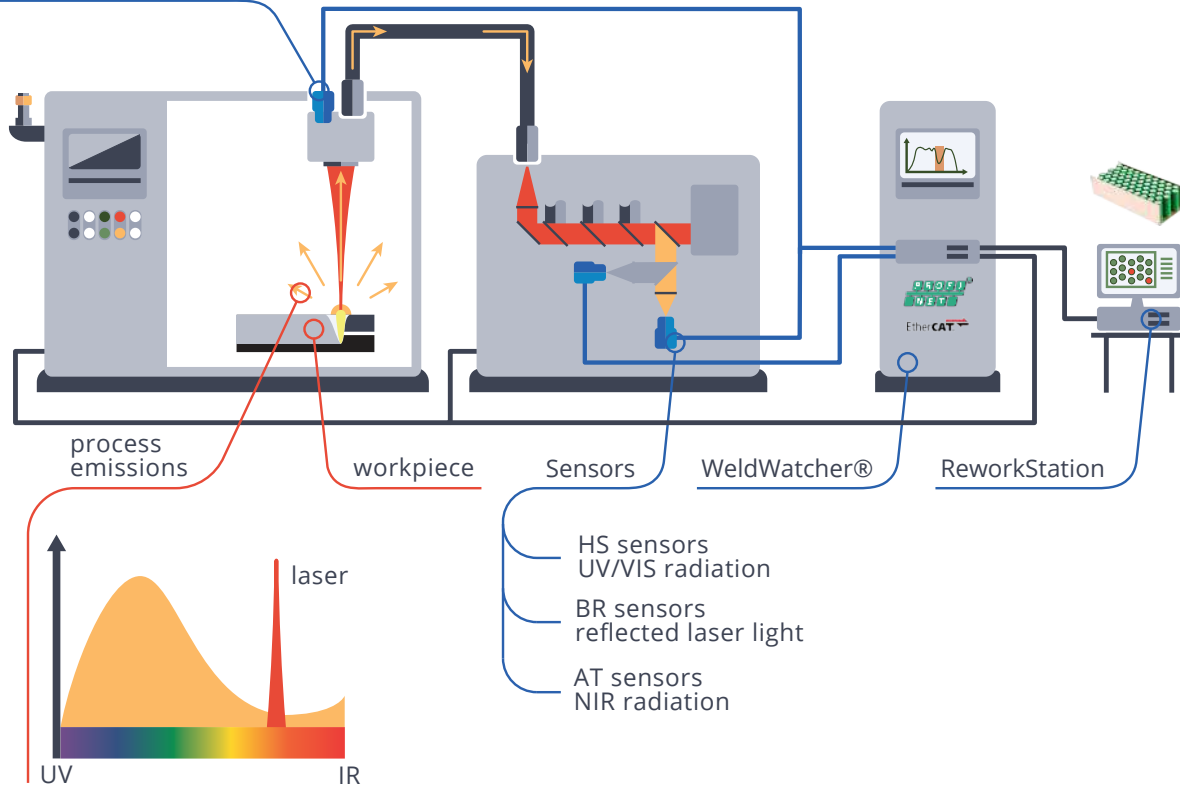 PROFI
NET
EtherCAT
process
emissions
workpiece
Sensors
WeldWatcher®
ReworkStation
HS sensors
UV/VIS radiation
BR sensors
reflected laser light
AT sensors
NIR radiation
laser
UV
IR